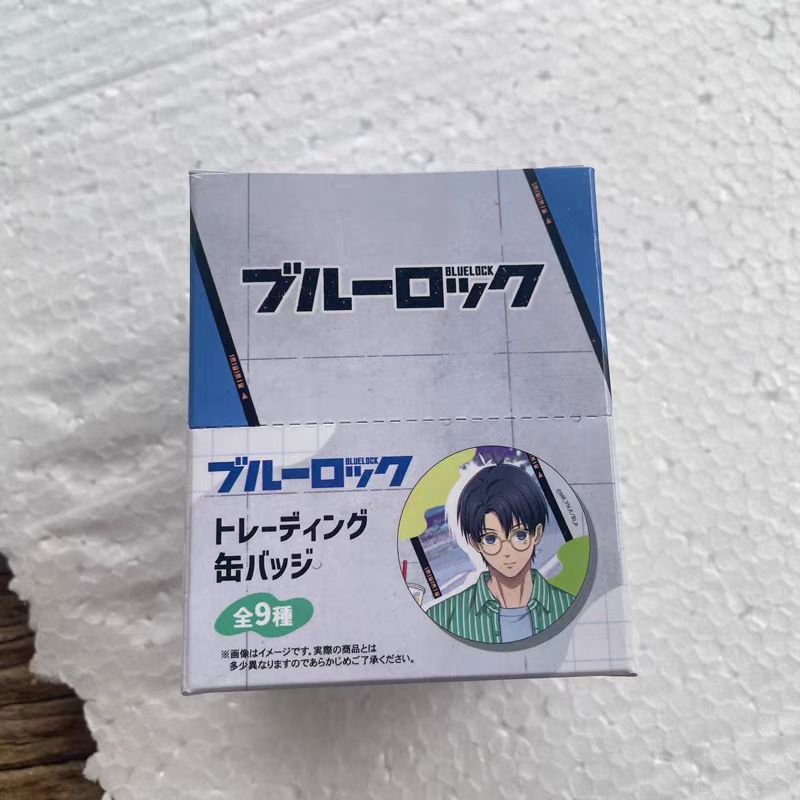 ブルーロック
BLUELOCK
ブルーロック
BLUELOCK
トレーディング
缶バッジ
全9種
※画像はイメージです。実際の商品とは
多少異なりますのであらかじめご了承ください。